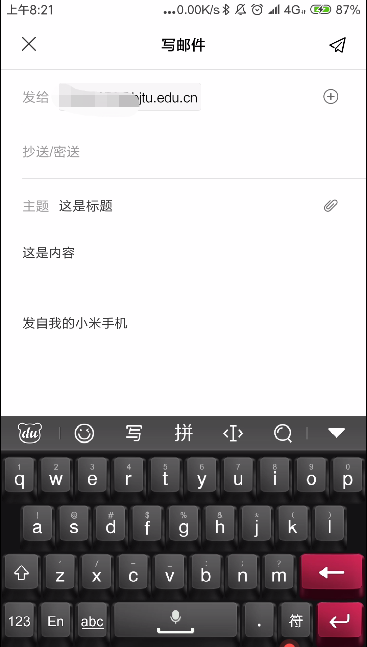 上午8:21 ...0.00K/s 4G 87%
写邮件
发给 jtu.edu.cn
抄送/密送
主题 这是标题
这是内容
发自我的小米手机
du 写 拼
1 2 3 4 5 6 7 8 9 0
q w e r t y u i o p
! @ # $ % & * ( )
a s d f g h j k l
z x c v b n m
123 En abc . 符